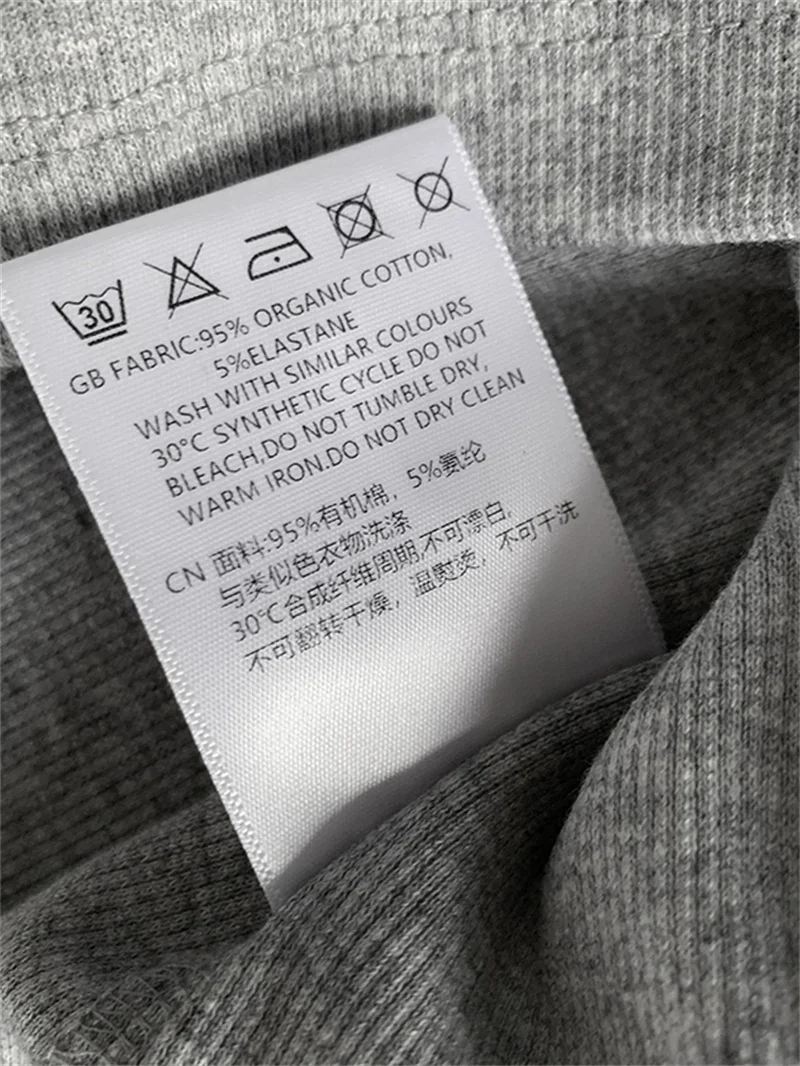 30
GB FABRIC:95% ORGANIC COTTON,
5%ELASTANE
WASH WITH SIMILAR COLOURS
30°C SYNTHETIC CYCLE DO NOT
BLEACH,DO NOT TUMBLE DRY,
WARM IRON.DO NOT DRY CLEAN
CN 面料:95%有机棉，5%氨纶
与类似色衣物洗涤
30℃合成纤维周期,不可漂白,
不可翻转干燥，温熨烫，不可干洗